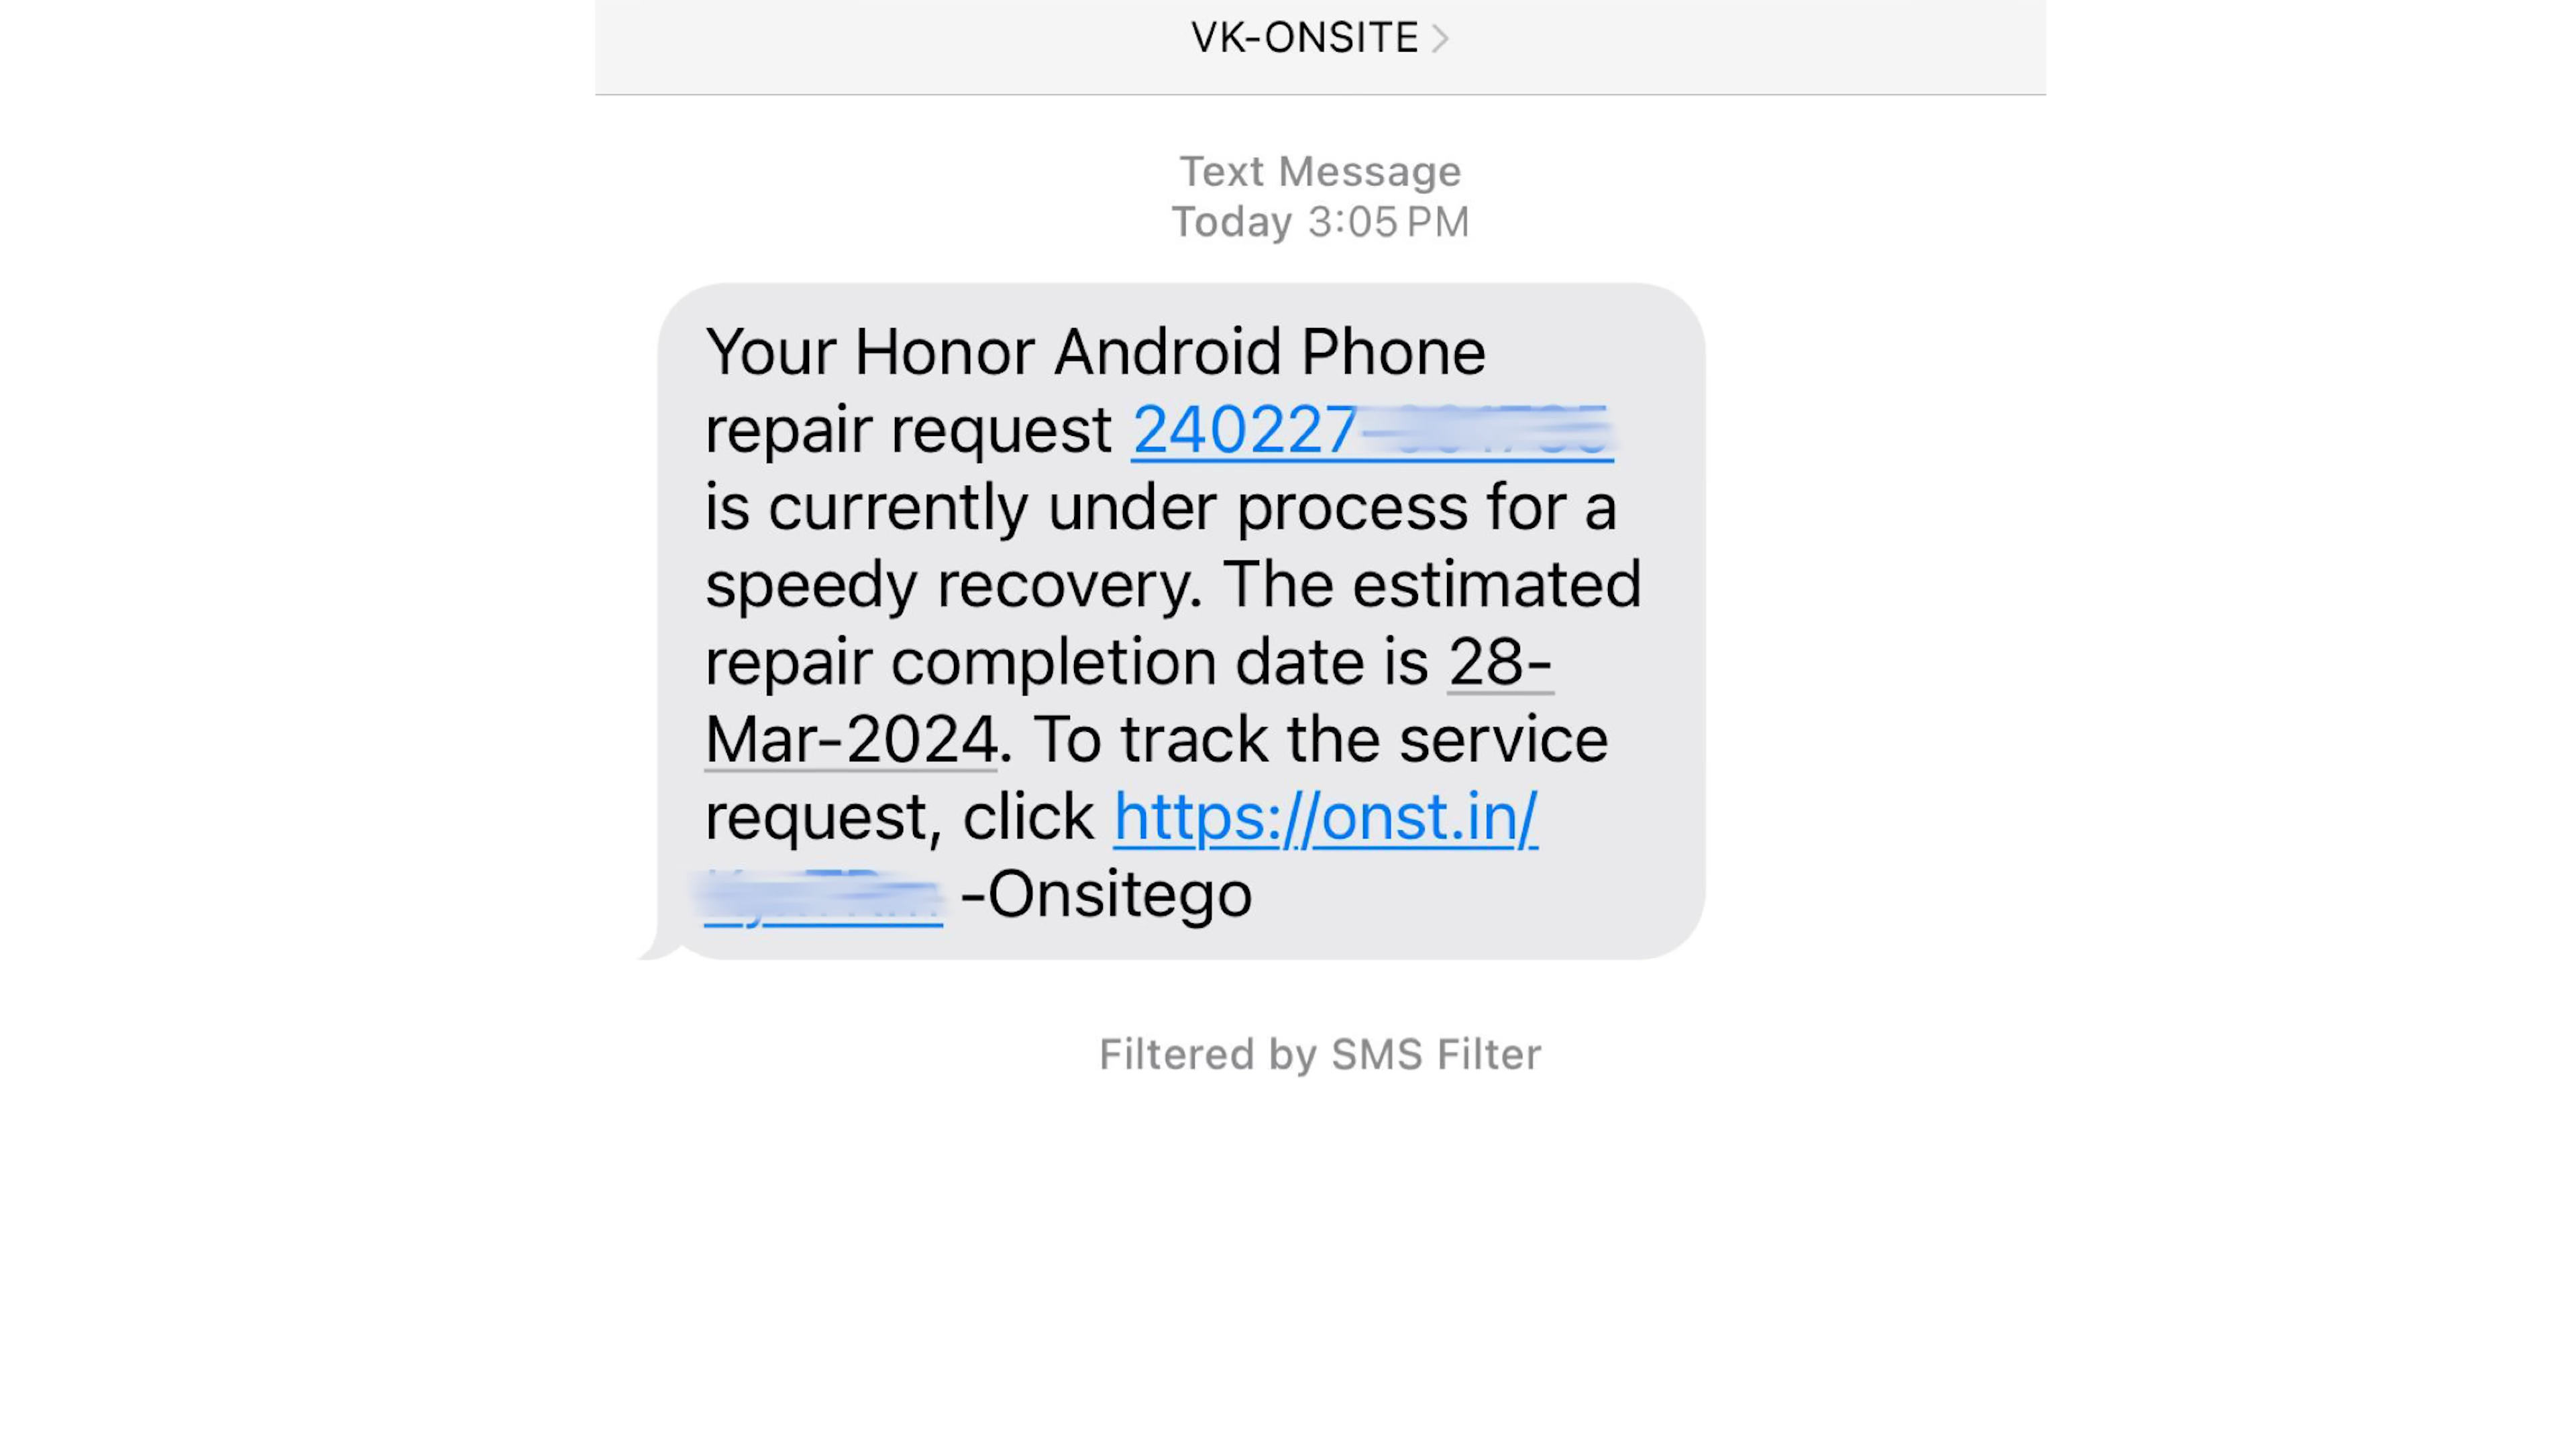 VK-ONSITE
Text Message
Today 3:05 PM
Your Honor Android Phone
repair request 240227-
is currently under process for a
speedy recovery. The estimated
repair completion date is 28-
Mar-2024. To track the service
request, click https://onst.in/
-Onsitego
Filtered by SMS Filter